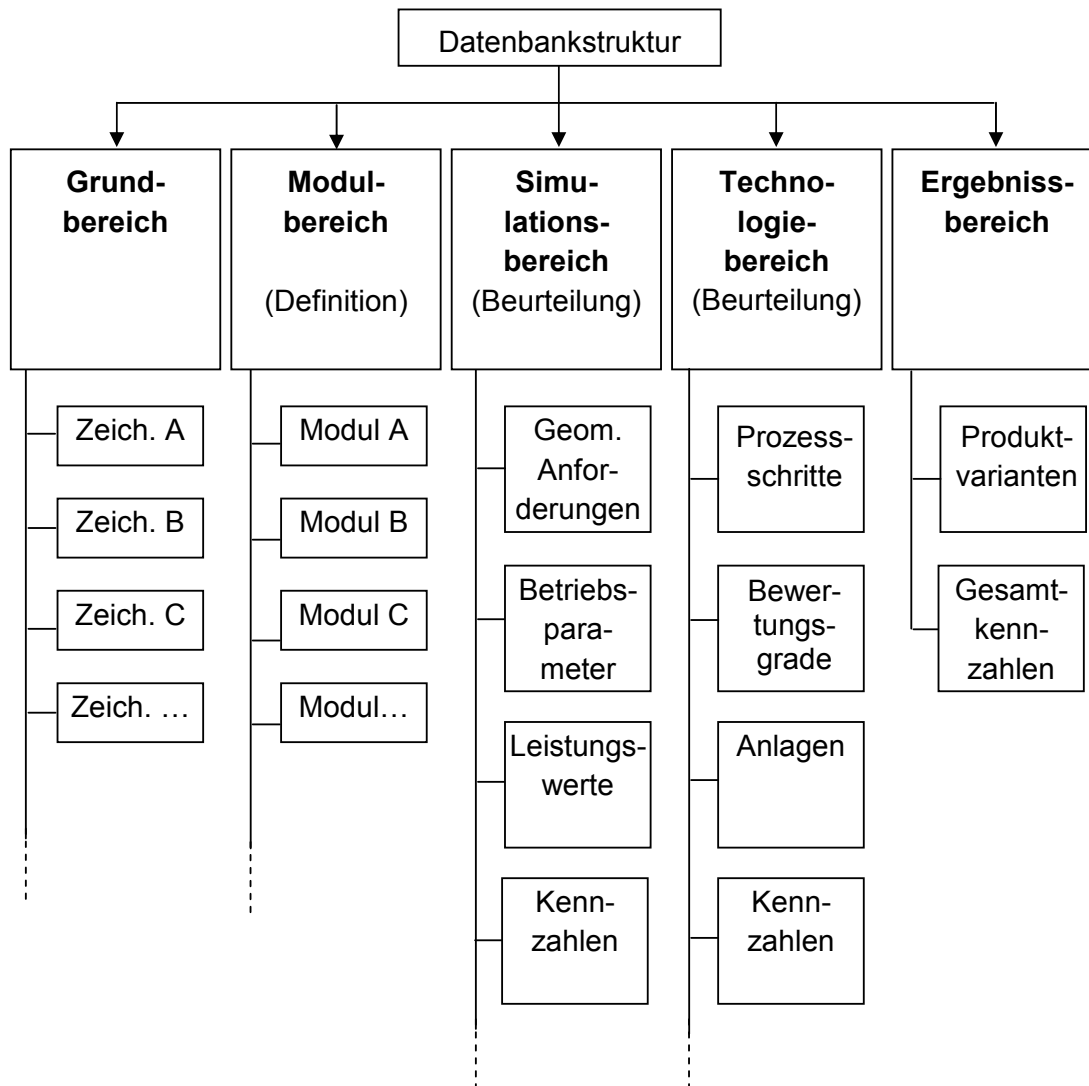 Datenbankstruktur
Grund-
bereich
Modul-
bereich
(Definition)
Simu-
lations-
bereich
(Beurteilung)
Techno-
logie-
bereich
(Beurteilung)
Ergebniss-
bereich
Zeich. A
Zeich. B
Zeich. C
Zeich. …
Modul A
Modul B
Modul C
Modul…
Geom.
Anfor-
derungen
Betriebs-
para-
meter
Leistungs-
werte
Kenn-
zahlen
Prozess-
schritte
Bewer-
tungs-
grade
Anlagen
Kenn-
zahlen
Produkt-
varianten
Gesamt-
kenn-
zahlen